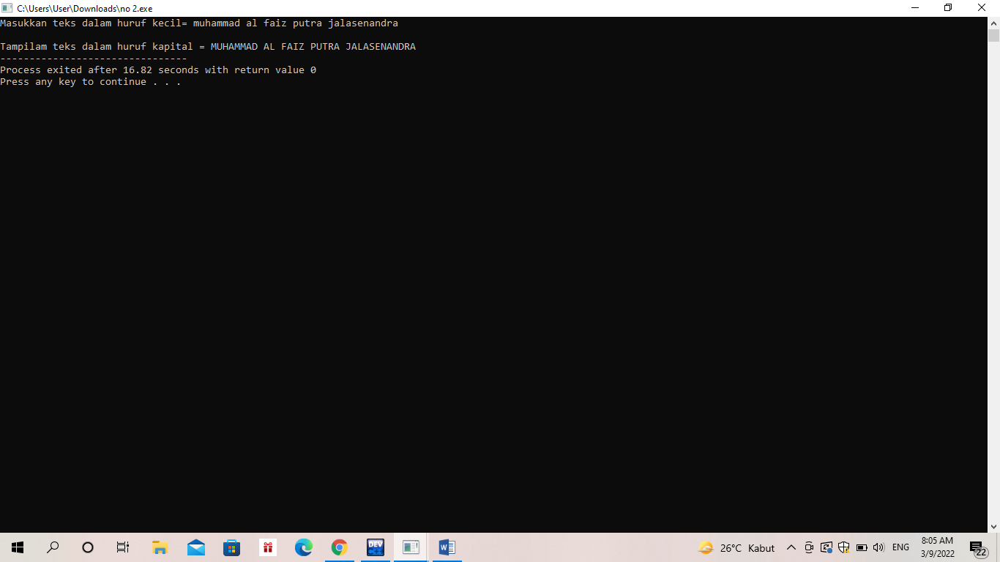 C:\Users\User\Downloads\no 2.exe
Masukkan teks dalam huruf kecil= muhammad al faiz putra jalasenandra
Tampilam teks dalam huruf kapital = MUHAMMAD AL FAIZ PUTRA JALASENANDRA
--------------------------------
Process exited after 16.82 seconds with return value 0
Press any key to continue . . .
DEV C++
W
26°C Kabut
ENG
8:05 AM
3/9/2022
22